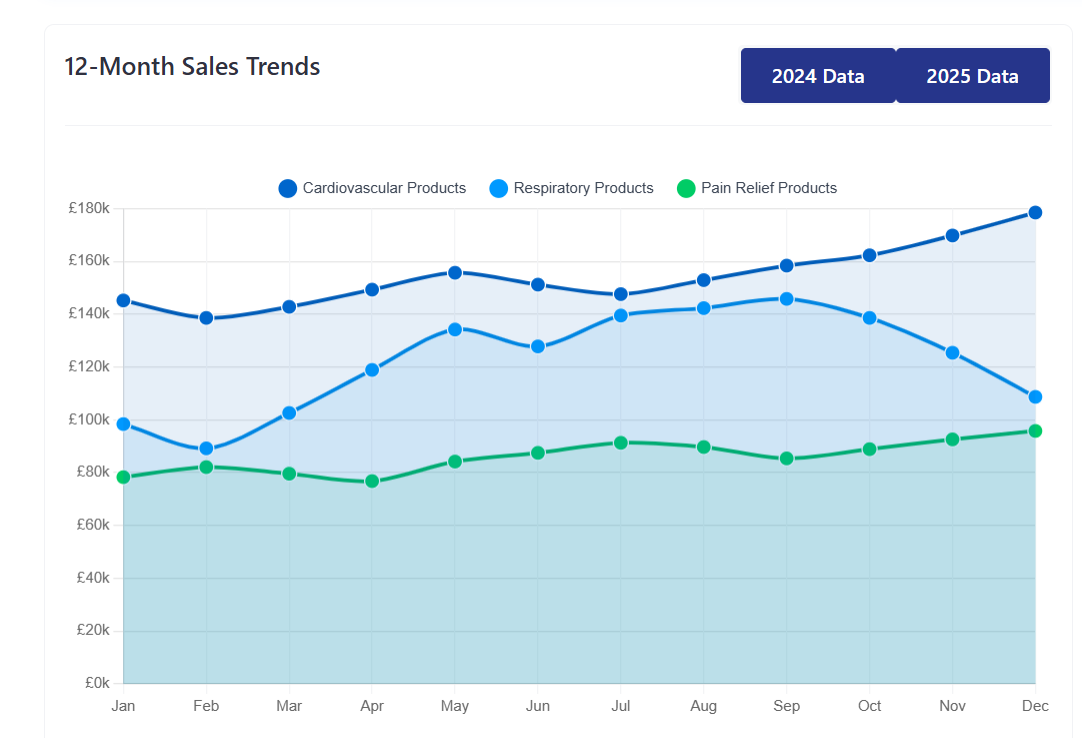 12-Month Sales Trends
2024 Data 2025 Data
Cardiovascular Products Respiratory Products Pain Relief Products
£180k
£160k
£140k
£120k
£100k
£80k
£60k
£40k
£20k
£0k
Jan Feb Mar Apr May Jun Jul Aug Sep Oct Nov Dec